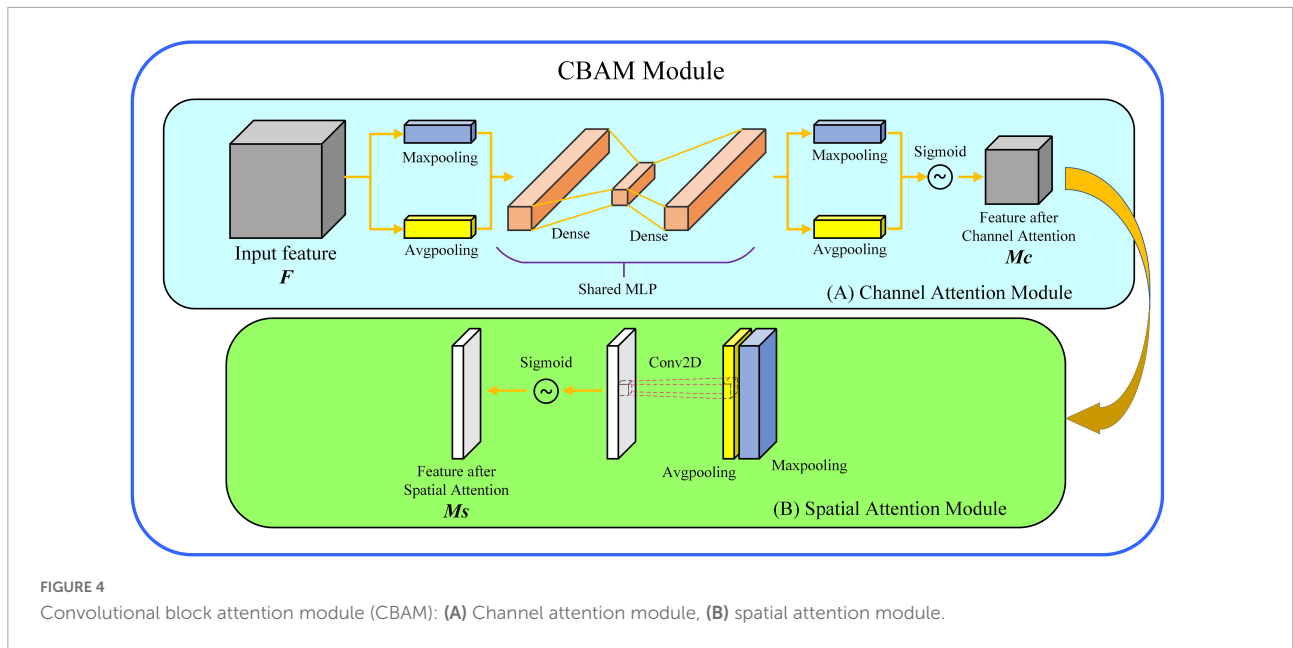 CBAM Module
Maxpooling
Avgpooling
Input feature
F
Dense
Dense
Shared MLP
Maxpooling
Avgpooling
Sigmoid
~
Feature after
Channel Attention
Mc
(A) Channel Attention Module
Sigmoid
~
Conv2D
Avgpooling
Maxpooling
Feature after
Spatial Attention
Ms
(B) Spatial Attention Module
FIGURE 4
Convolutional block attention module (CBAM): (A) Channel attention module, (B) spatial attention module.